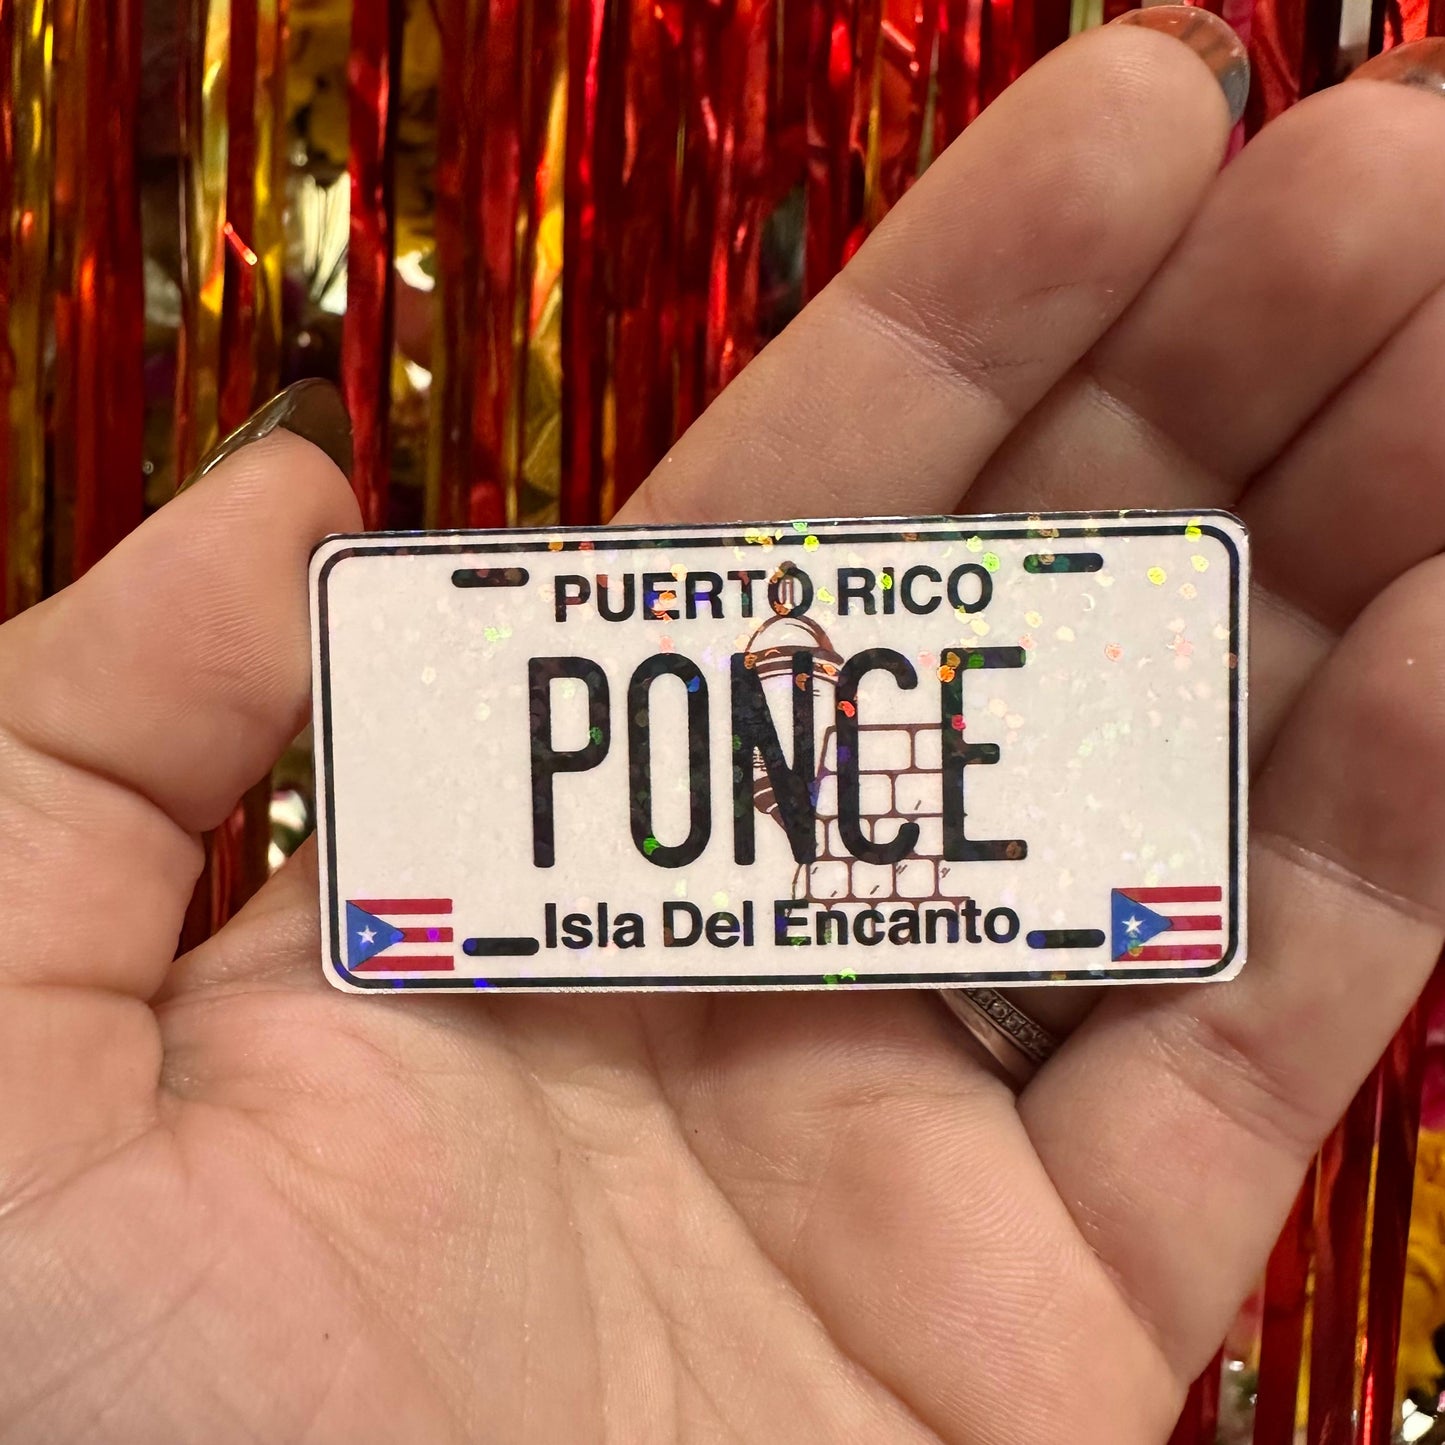 PUERTO RICO
PONCE
Isla Del Encanto